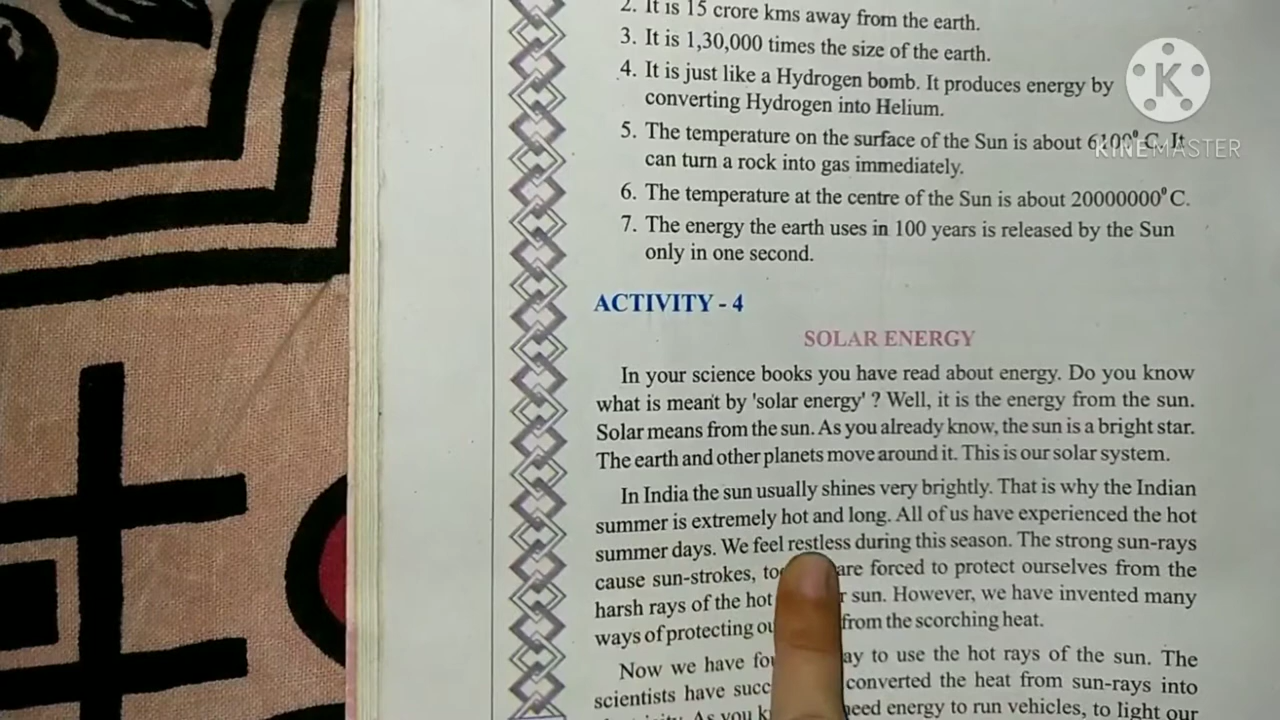 2. It is 15 crore kms away from the earth.
3. It is 1,30,000 times the size of the earth.
4. It is just like a Hydrogen bomb. It produces energy by
converting Hydrogen into Helium.
5. The temperature on the surface of the Sun is about 6100⁰ C. It
can turn a rock into gas immediately.
6. The temperature at the centre of the Sun is about 20000000⁰ C.
7. The energy the earth uses in 100 years is released by the Sun
only in one second.
K
KINEMASTER
ACTIVITY - 4
SOLAR ENERGY
In your science books you have read about energy. Do you know
what is meant by 'solar energy' ? Well, it is the energy from the sun.
Solar means from the sun. As you already know, the sun is a bright star.
The earth and other planets move around it. This is our solar system.
In India the sun usually shines very brightly. That is why the Indian
summer is extremely hot and long. All of us have experienced the hot
summer days. We feel restless during this season. The strong sun-rays
cause sun-strokes, are forced to protect ourselves from the
harsh rays of the hot sun. However, we have invented many
ways of protecting from the scorching heat.
Now we have to use the hot rays of the sun. The
scientists have converted the heat from sun-rays into
As you need energy to run vehicles, to light our